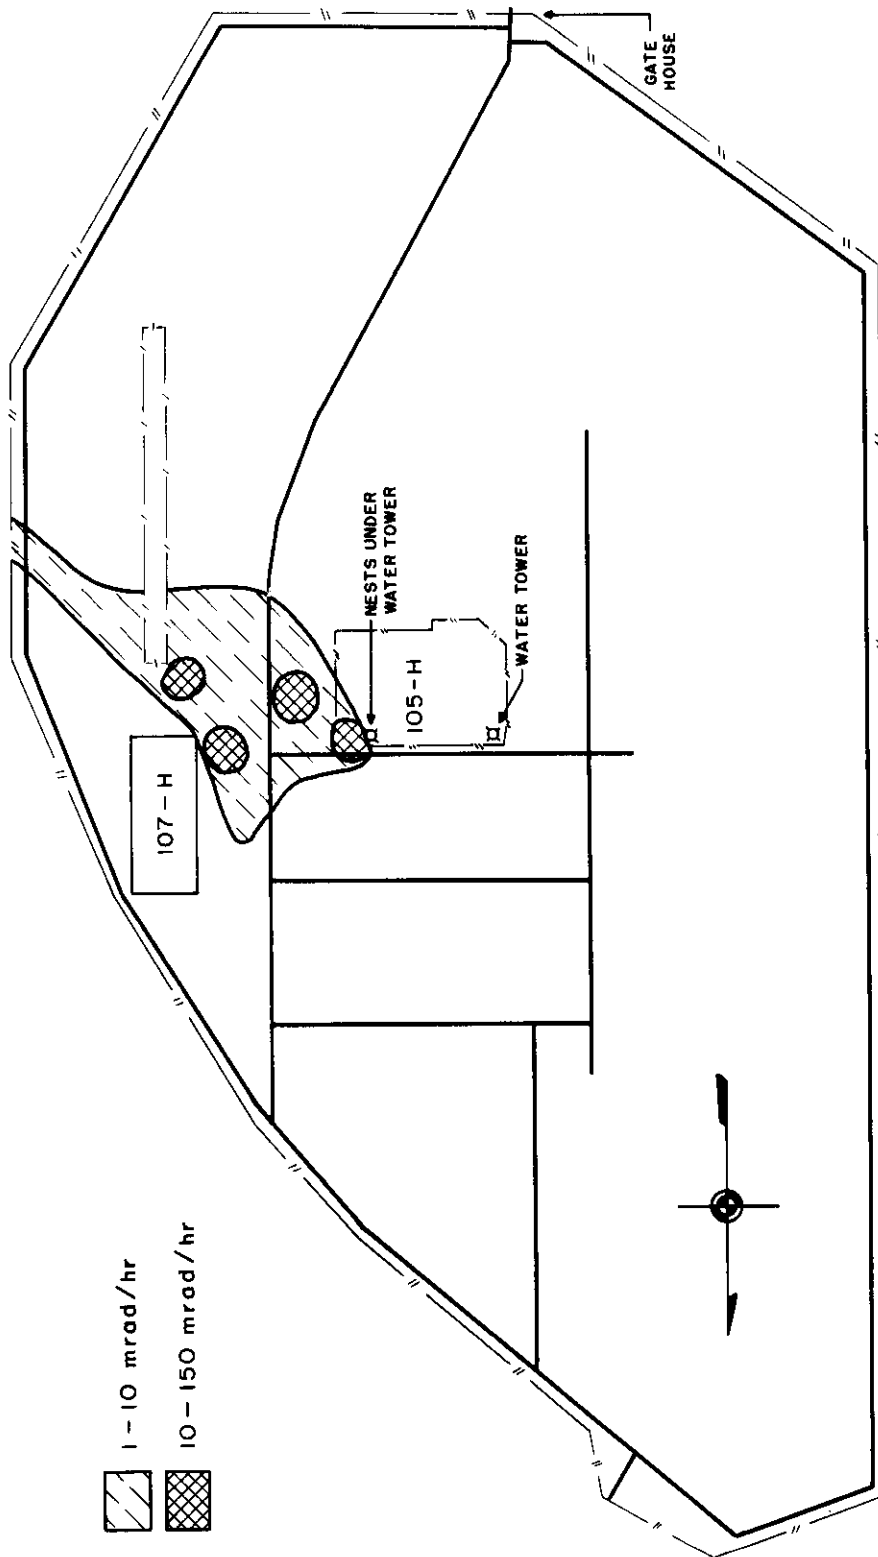 1-10 mrad/hr
10-150 mrad/hr
107-H
NESTS UNDER
WATER TOWER
105-H
WATER TOWER
GATE
HOUSE